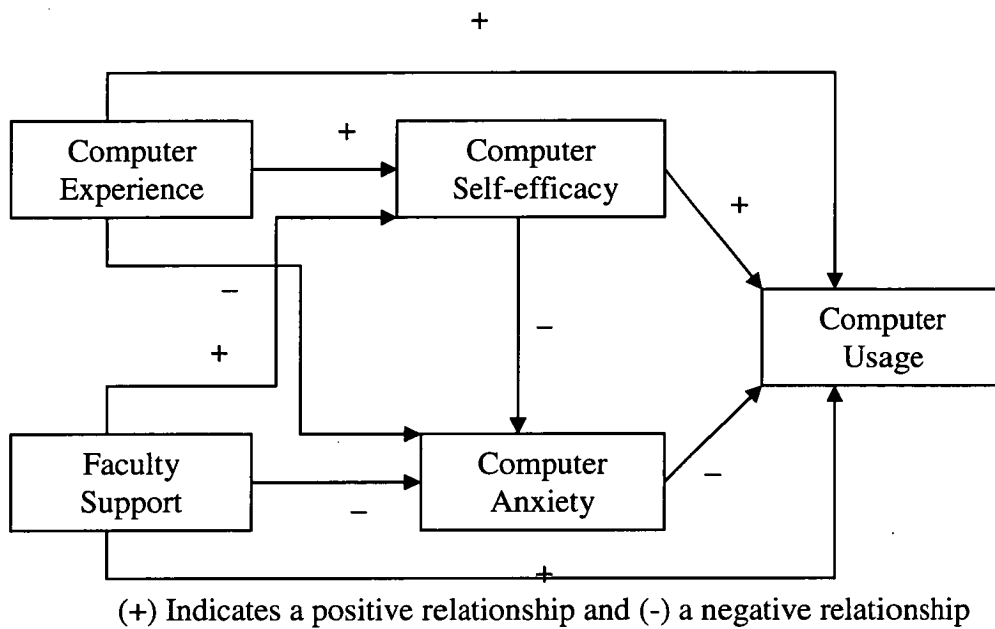 +
Computer
Experience
+
Computer
Self-efficacy
+
–
+
–
Computer
Usage
Faculty
Support
–
Computer
Anxiety
–
+
(+) Indicates a positive relationship and (-) a negative relationship